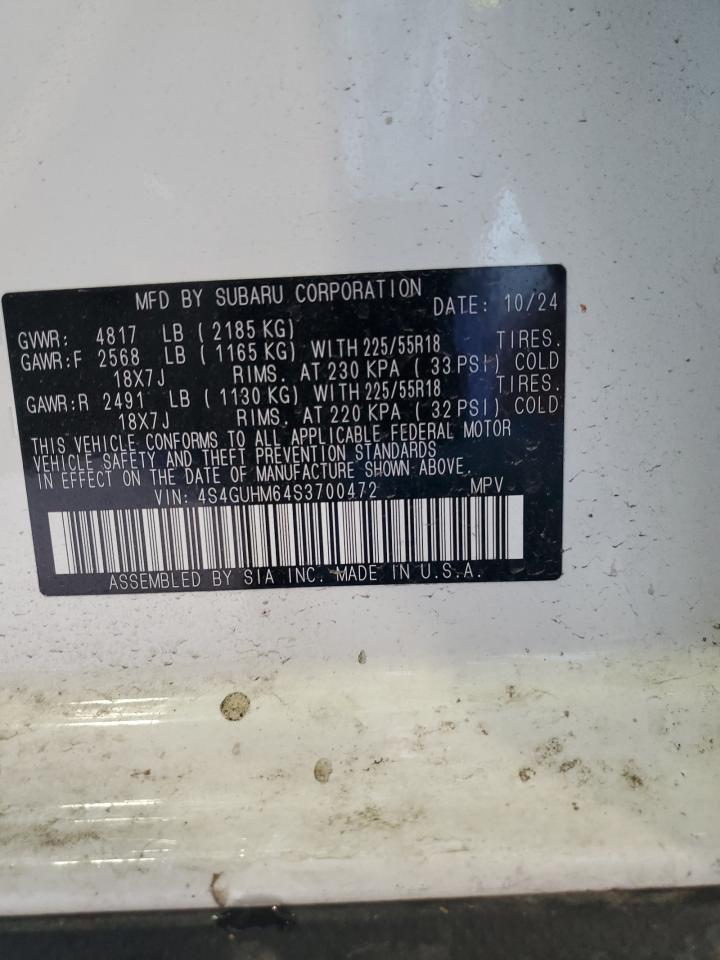 MFD BY SUBARU CORPORATION DATE: 10/24
GVWR: 4817 LB ( 2185 KG)
GAWR:F 2568 LB ( 1165 KG) WITH 225/55R18 TIRES.
18X7J RIMS. AT 230 KPA ( 33 PSI) COLD
GAWR:R 2491 LB ( 1130 KG) WITH 225/55R18 TIRES.
18X7J RIMS. AT 220 KPA ( 32 PSI) COLD
THIS VEHICLE CONFORMS TO ALL APPLICABLE FEDERAL MOTOR
VEHICLE SAFETY AND THEFT PREVENTION STANDARDS
IN EFFECT ON THE DATE OF MANUFACTURE SHOWN ABOVE.
VIN: 4S4GUHM64S3700472 MPV
ASSEMBLED BY SIA INC. MADE IN U.S.A.